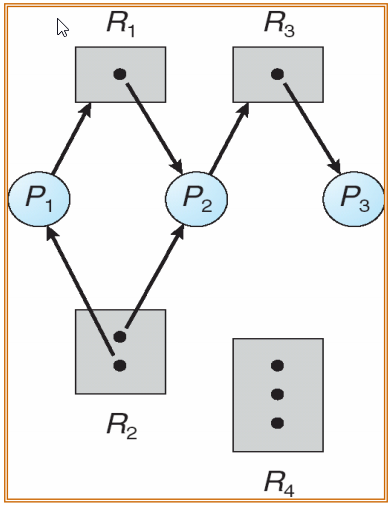 R₁ R₃
P₁ P₂ P₃
R₂
R₄